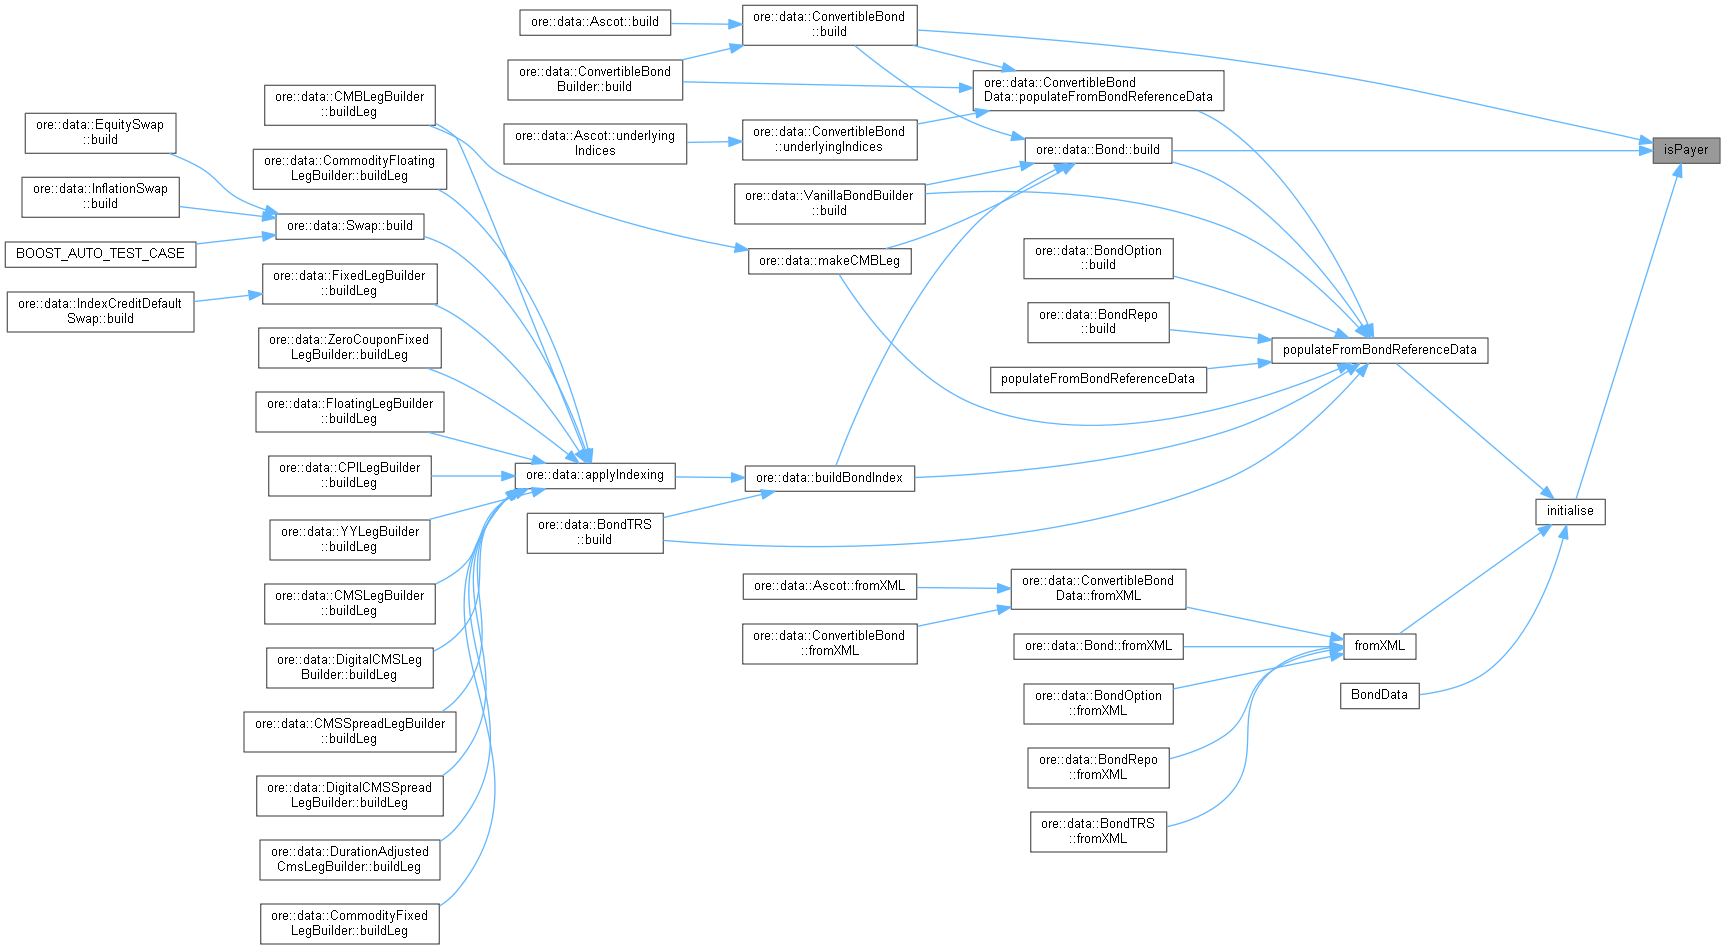 ore::data::Ascot::build
ore::data::ConvertibleBond
::build
ore::data::ConvertibleBond
Builder::build
ore::data::ConvertibleBond
Data::populateFromBondReferenceData
ore::data::CMBLegBuilder
::buildLeg
ore::data::EquitySwap
::build
ore::data::Ascot::underlying
Indices
ore::data::ConvertibleBond
::underlyingIndices
ore::data::Bond::build
isPayer
ore::data::CommodityFloating
LegBuilder::buildLeg
ore::data::InflationSwap
::build
ore::data::VanillaBondBuilder
::build
ore::data::Swap::build
BOOST_AUTO_TEST_CASE
ore::data::makeCMBLeg
ore::data::BondOption
::build
ore::data::FixedLegBuilder
::buildLeg
ore::data::IndexCreditDefault
Swap::build
ore::data::BondRepo
::build
ore::data::ZeroCouponFixed
LegBuilder::buildLeg
populateFromBondReferenceData
populateFromBondReferenceData
ore::data::FloatingLegBuilder
::buildLeg
ore::data::CPILegBuilder
::buildLeg
ore::data::applyIndexing
ore::data::buildBondIndex
ore::data::YYLegBuilder
::buildLeg
ore::data::BondTRS
::build
initialise
ore::data::CMSLegBuilder
::buildLeg
ore::data::Ascot::fromXML
ore::data::ConvertibleBond
Data::fromXML
ore::data::ConvertibleBond
::fromXML
ore::data::Bond::fromXML
fromXML
ore::data::DigitalCMSLeg
Builder::buildLeg
ore::data::BondOption
::fromXML
BondData
ore::data::CMSSpreadLegBuilder
::buildLeg
ore::data::BondRepo
::fromXML
ore::data::DigitalCMSSpread
LegBuilder::buildLeg
ore::data::BondTRS
::fromXML
ore::data::DurationAdjusted
CmsLegBuilder::buildLeg
ore::data::CommodityFixed
LegBuilder::buildLeg